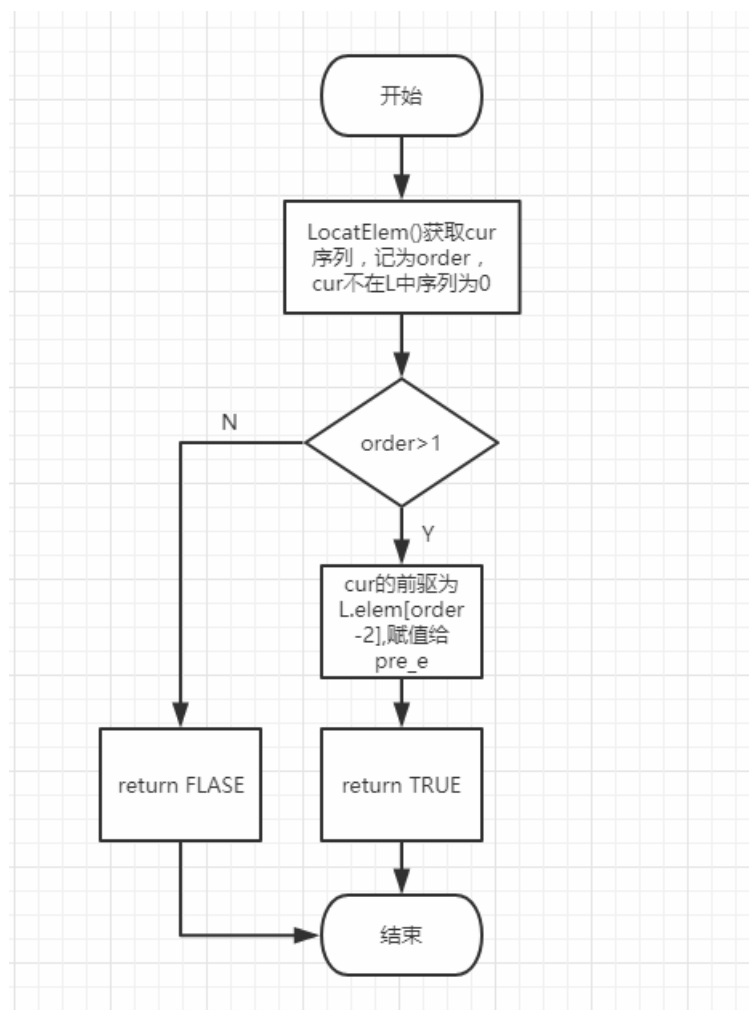 开始
LocatElem()获取cur
序列，记为order，
cur不在L中序列为0
order>1
N
Y
cur的前驱为
L.elem[order
-2],赋值给
pre_e
return FLASE
return TRUE
结束